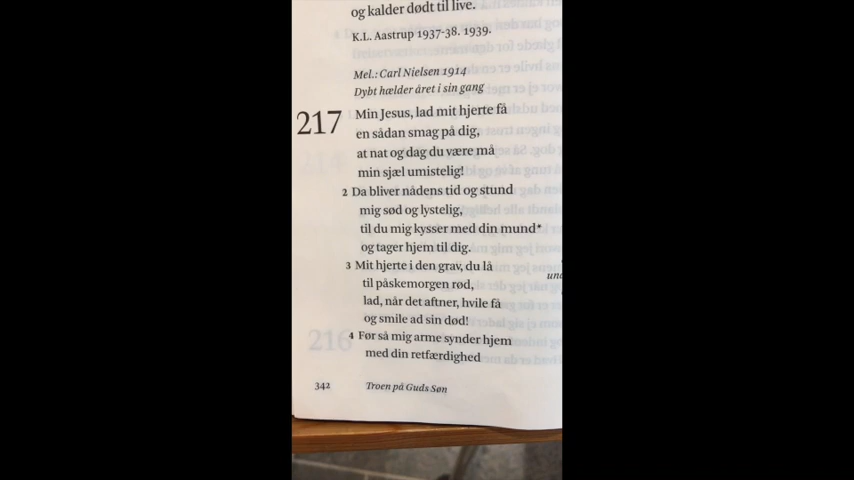 og kalder dødt til live.
K.L. Aastrup 1937-38. 1939.
Mel.: Carl Nielsen 1914
Dybt hælder året i sin gang
217 Min Jesus, lad mit hjerte få
en sådan smag på dig,
at nat og dag du være må
min sjæl umistelig!
2 Da bliver nådens tid og stund
mig sød og lystelig,
til du mig kysser med din mund*
og tager hjem til dig.
3 Mit hjerte i den grav, du lå
til påskemorgen rød,
lad, når det aftner, hvile få
og smile ad sin død!
4 Før så mig arme synder hjem
med din retfærdighed
342 Troen på Guds Søn